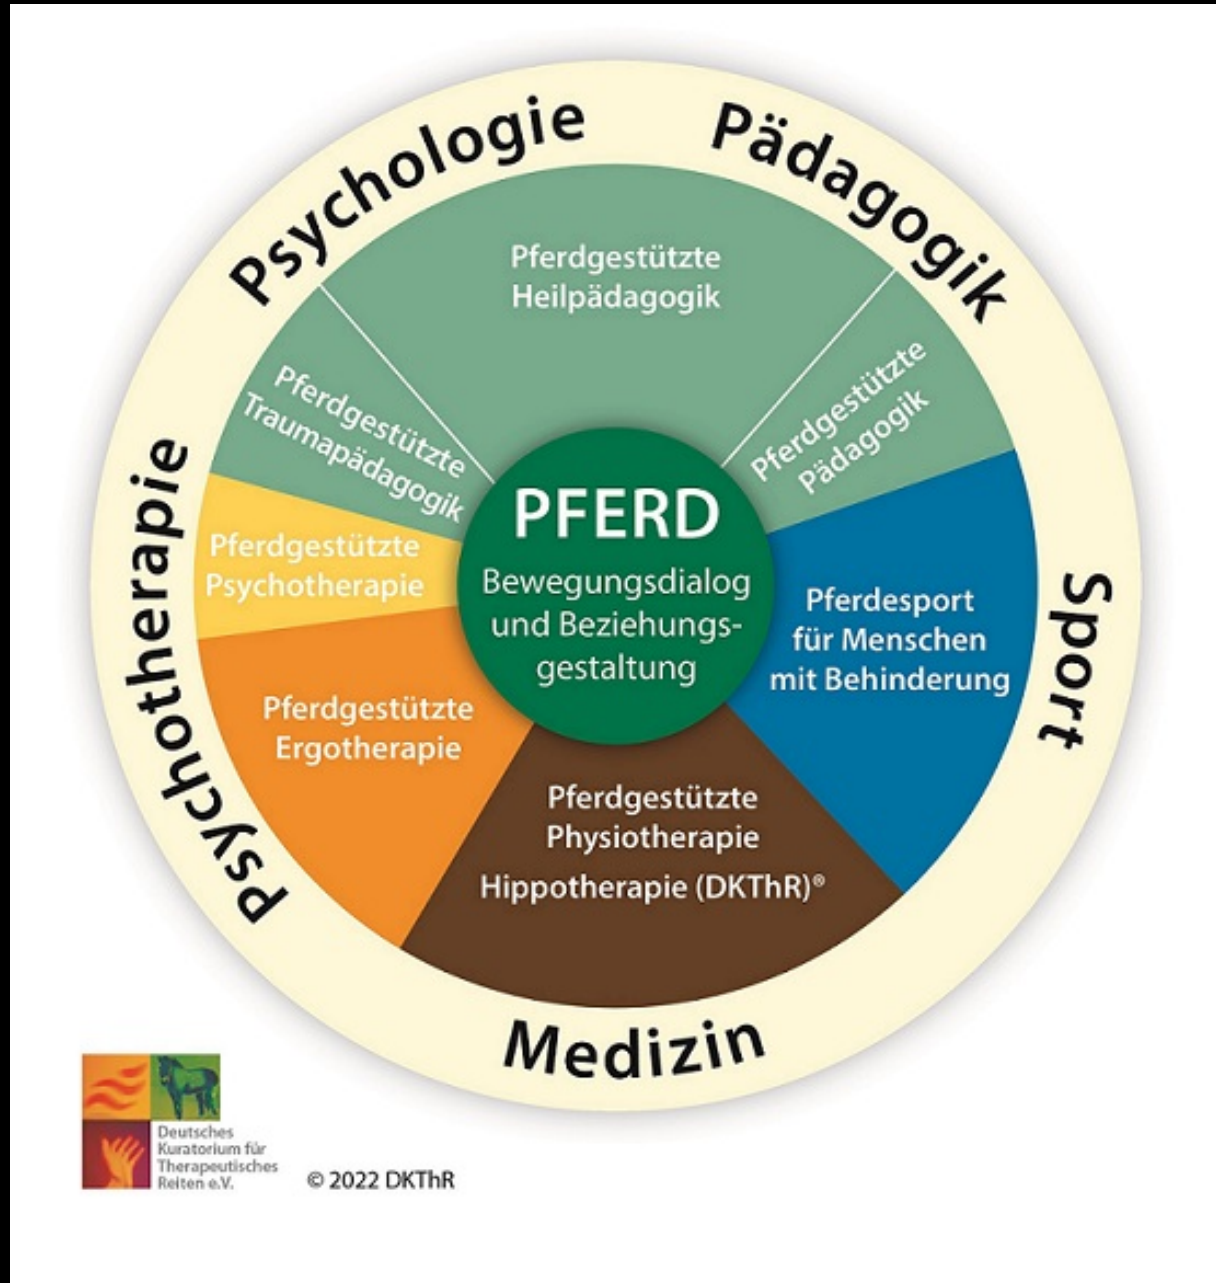 Psychologie
Pädagogik
Pferdgestützte
Heilpädagogik
Pferdgestützte
Traumapädagogik
Pferdgestützte
Pädagogik
Pferdgestützte
Psychotherapie
PFERD
Bewegungsdialog
und Beziehungs-
gestaltung
Pferdesport
für Menschen
mit Behinderung
Psychotherapie
Sport
Pferdgestützte
Ergotherapie
Pferdgestützte
Physiotherapie
Hippotherapie (DKThR)®
Medizin
Deutsches
Kuratorium für
Therapeutisches
Reiten e.V.
© 2022 DKThR